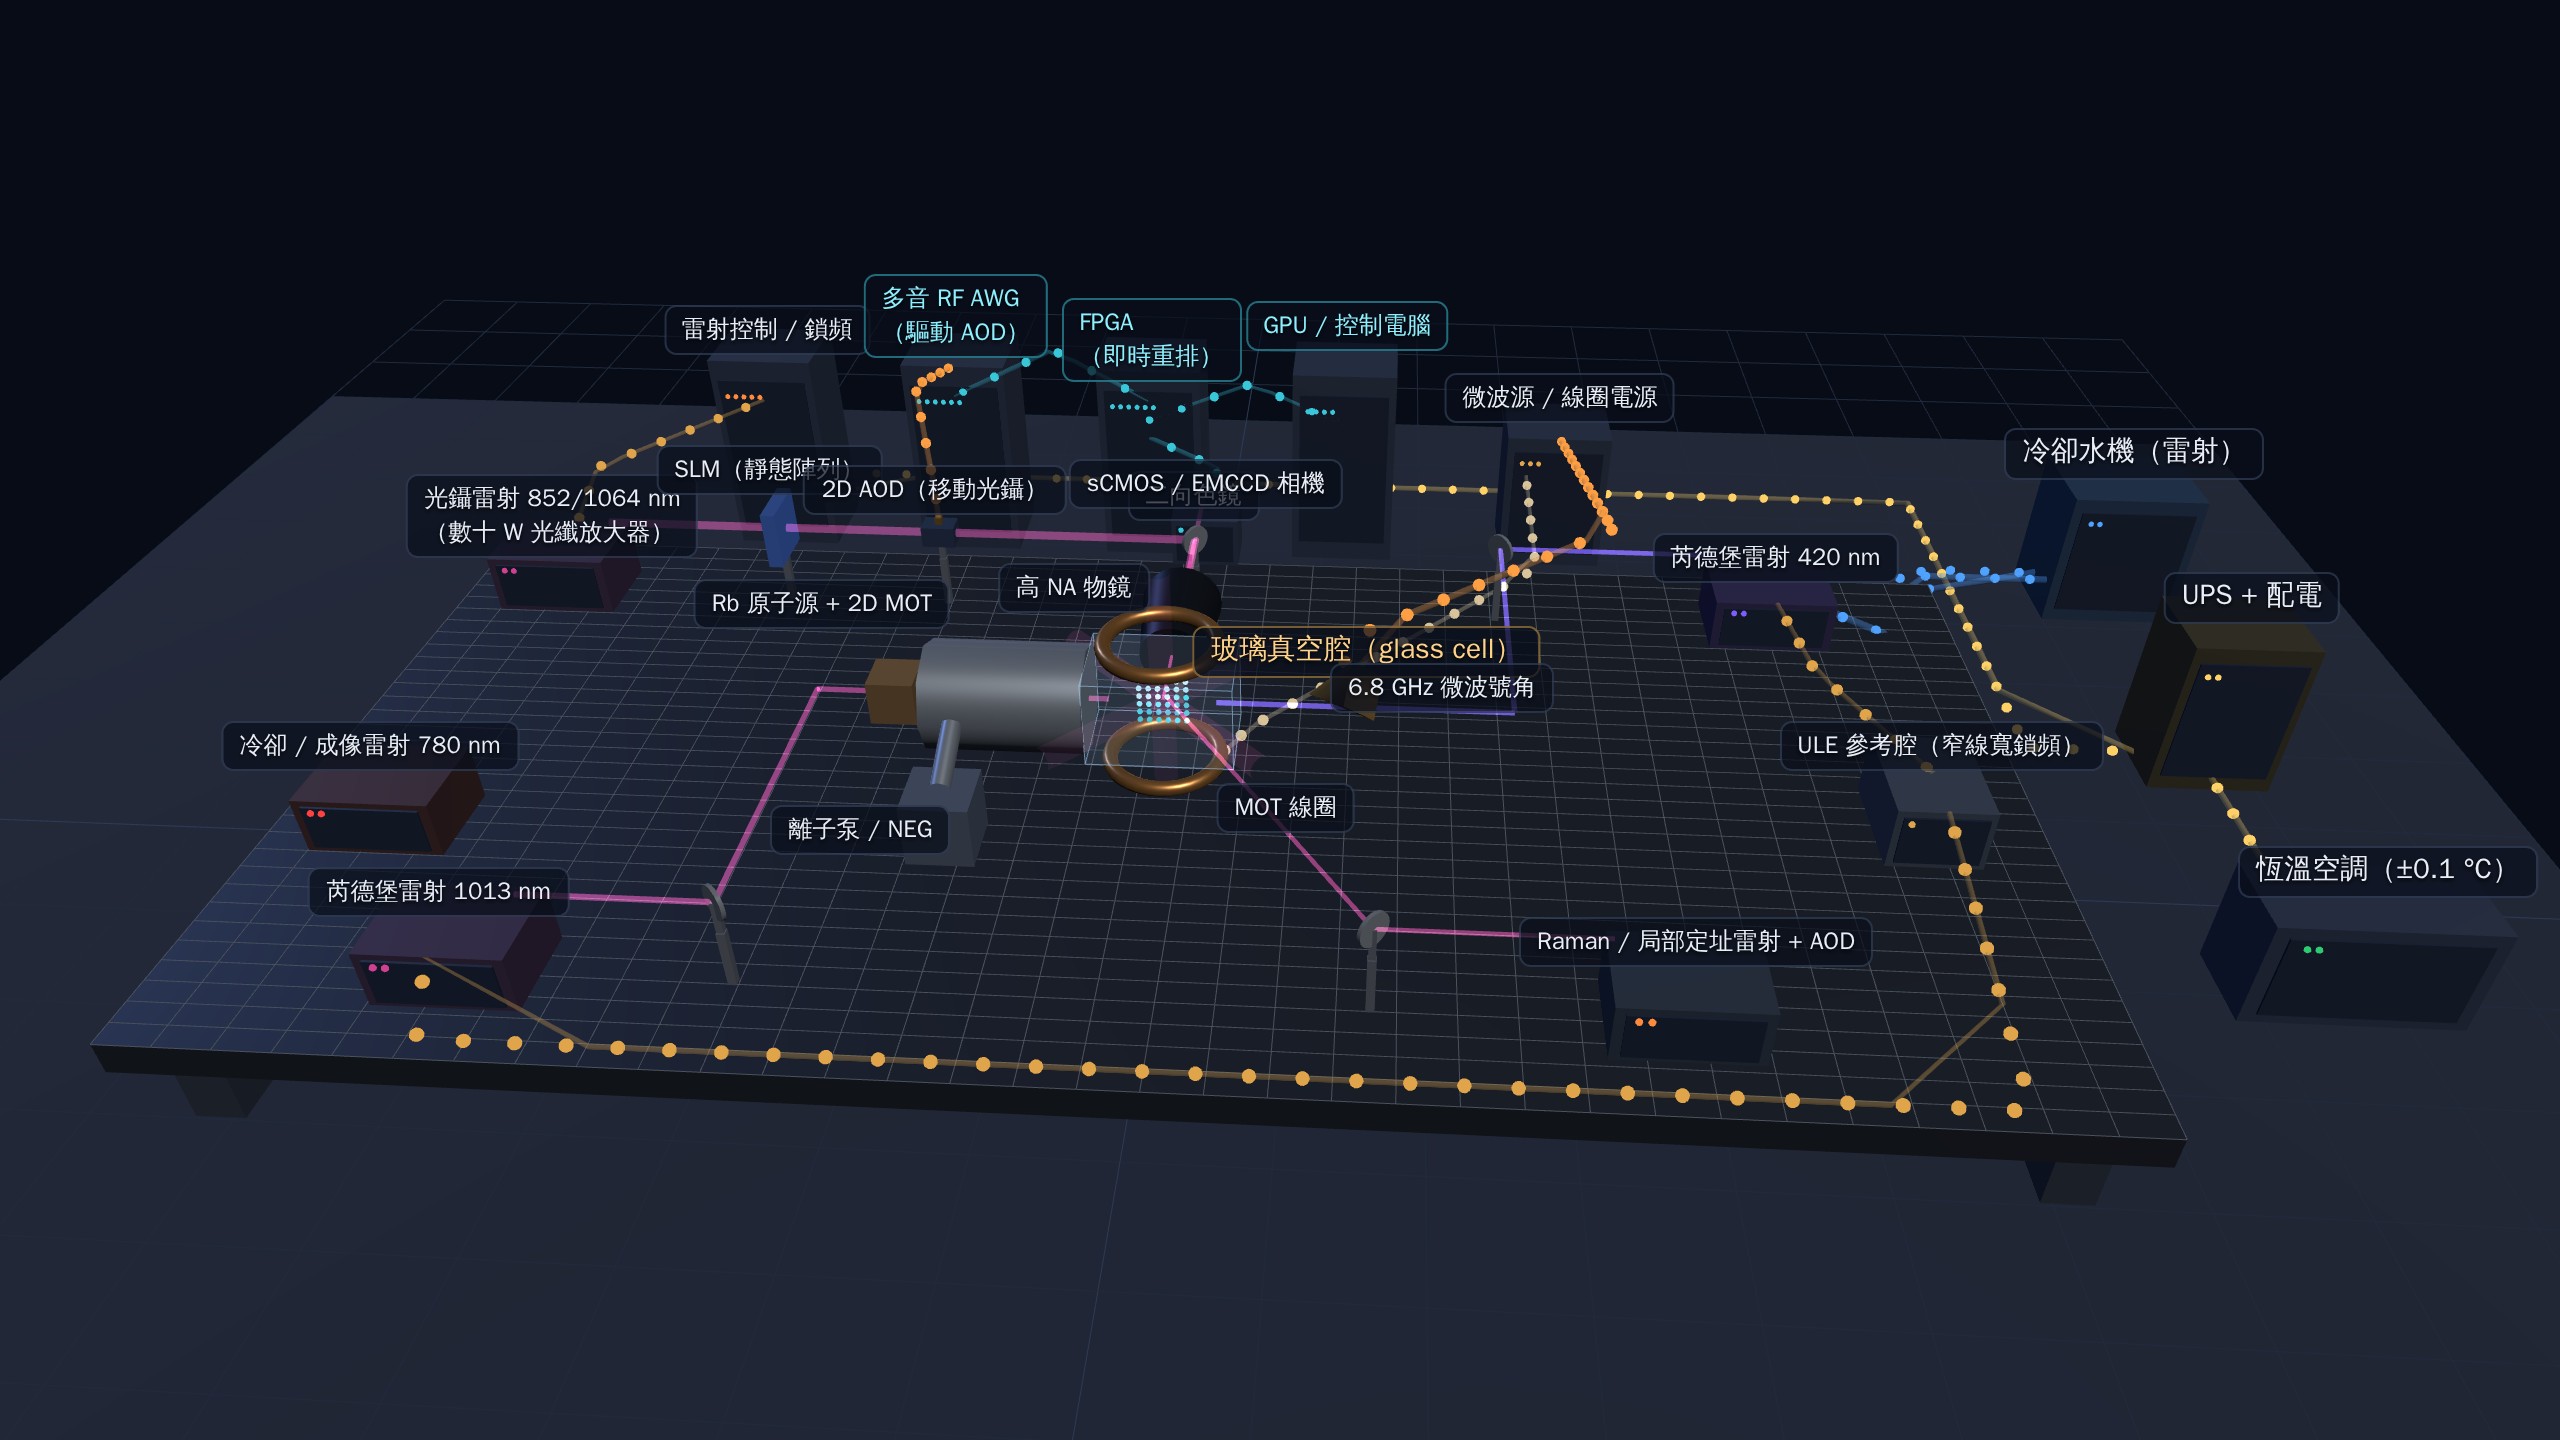 多音 RF AWG
（驅動 AOD）
雷射控制 / 鎖頻
FPGA
（即時重排）
GPU / 控制電腦
微波源 / 線圈電源
冷卻水機（雷射）
SLM（靜態陣列）
光鑷雷射 852/1064 nm
（數十 W 光纖放大器）
2D AOD（移動光鑷）
sCMOS / EMCCD 相機
二向色鏡
芮德堡雷射 420 nm
高 NA 物鏡
Rb 原子源 + 2D MOT
UPS + 配電
玻璃真空腔（glass cell）
6.8 GHz 微波號角
冷卻 / 成像雷射 780 nm
ULE 參考腔（窄線寬鎖頻）
MOT 線圈
離子泵 / NEG
恆溫空調（±0.1 °C）
芮德堡雷射 1013 nm
Raman / 局部定址雷射 + AOD